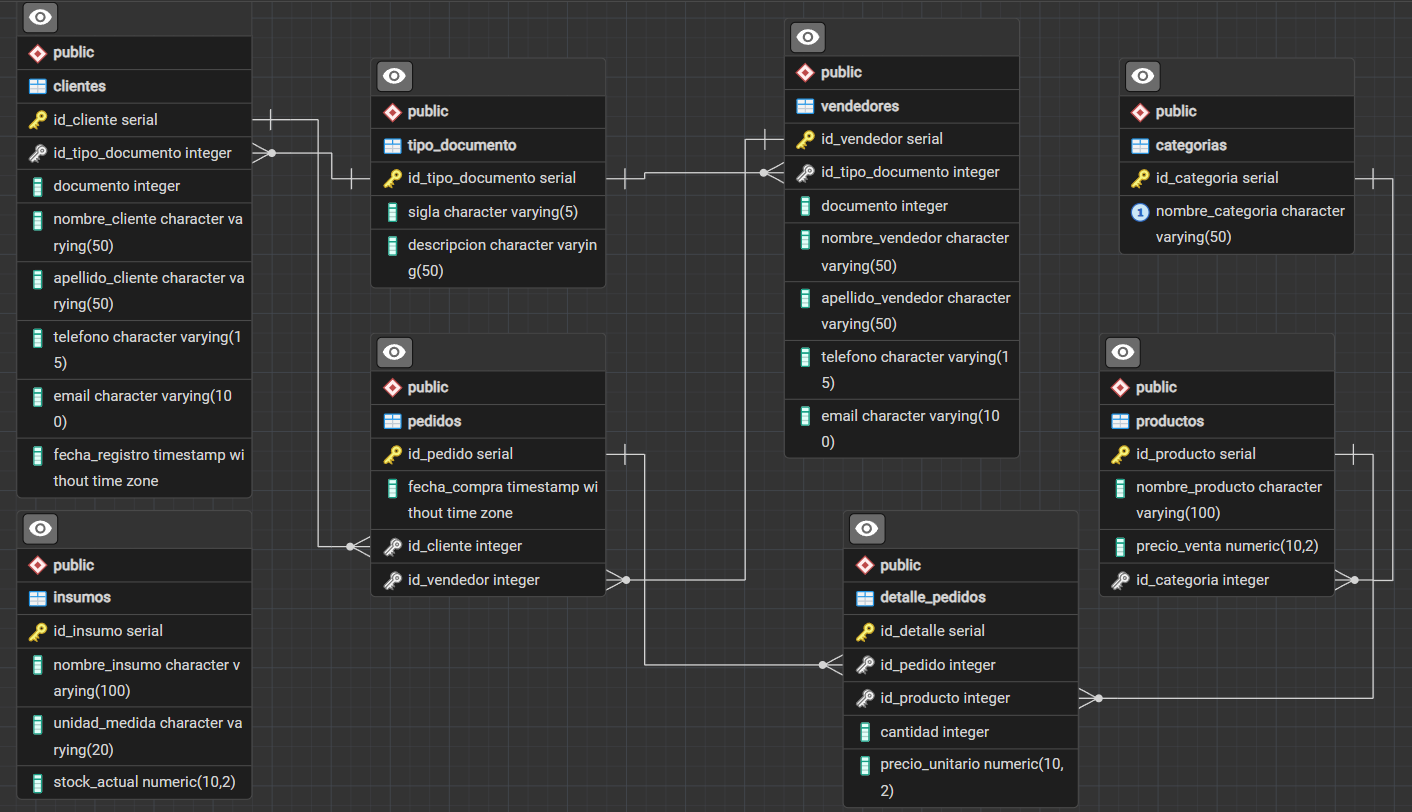 public
clientes
id_cliente serial
id_tipo_documento integer
documento integer
nombre_cliente character va
rying(50)
apellido_cliente character va
rying(50)
telefono character varying(1
5)
email character varying(10
0)
fecha_registro timestamp wi
thout time zone
public
insumos
id_insumo serial
nombre_insumo character v
arying(100)
unidad_medida character va
rying(20)
stock_actual numeric(10,2)
public
tipo_documento
id_tipo_documento serial
sigla character varying(5)
descripcion character varyin
g(50)
public
pedidos
id_pedido serial
fecha_compra timestamp wi
thout time zone
id_cliente integer
id_vendedor integer
public
vendedores
id_vendedor serial
id_tipo_documento integer
documento integer
nombre_vendedor character
varying(50)
apellido_vendedor character
varying(50)
telefono character varying(1
5)
email character varying(10
0)
public
detalle_pedidos
id_detalle serial
id_pedido integer
id_producto integer
cantidad integer
precio_unitario numeric(10,
2)
public
categorias
id_categoria serial
1
nombre_categoria character
varying(50)
public
productos
id_producto serial
nombre_producto character
varying(100)
precio_venta numeric(10,2)
id_categoria integer